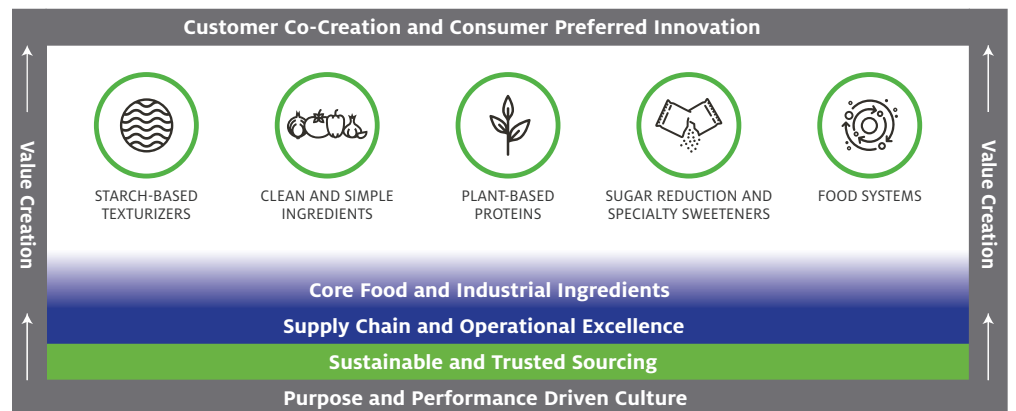 Customer Co-Creation and Consumer Preferred Innovation
Value Creation
STARCH-BASED
TEXTURIZERS
CLEAN AND SIMPLE
INGREDIENTS
PLANT-BASED
PROTEINS
SUGAR REDUCTION AND
SPECIALTY SWEETENERS
FOOD SYSTEMS
Value Creation
Core Food and Industrial Ingredients
Supply Chain and Operational Excellence
Sustainable and Trusted Sourcing
Purpose and Performance Driven Culture